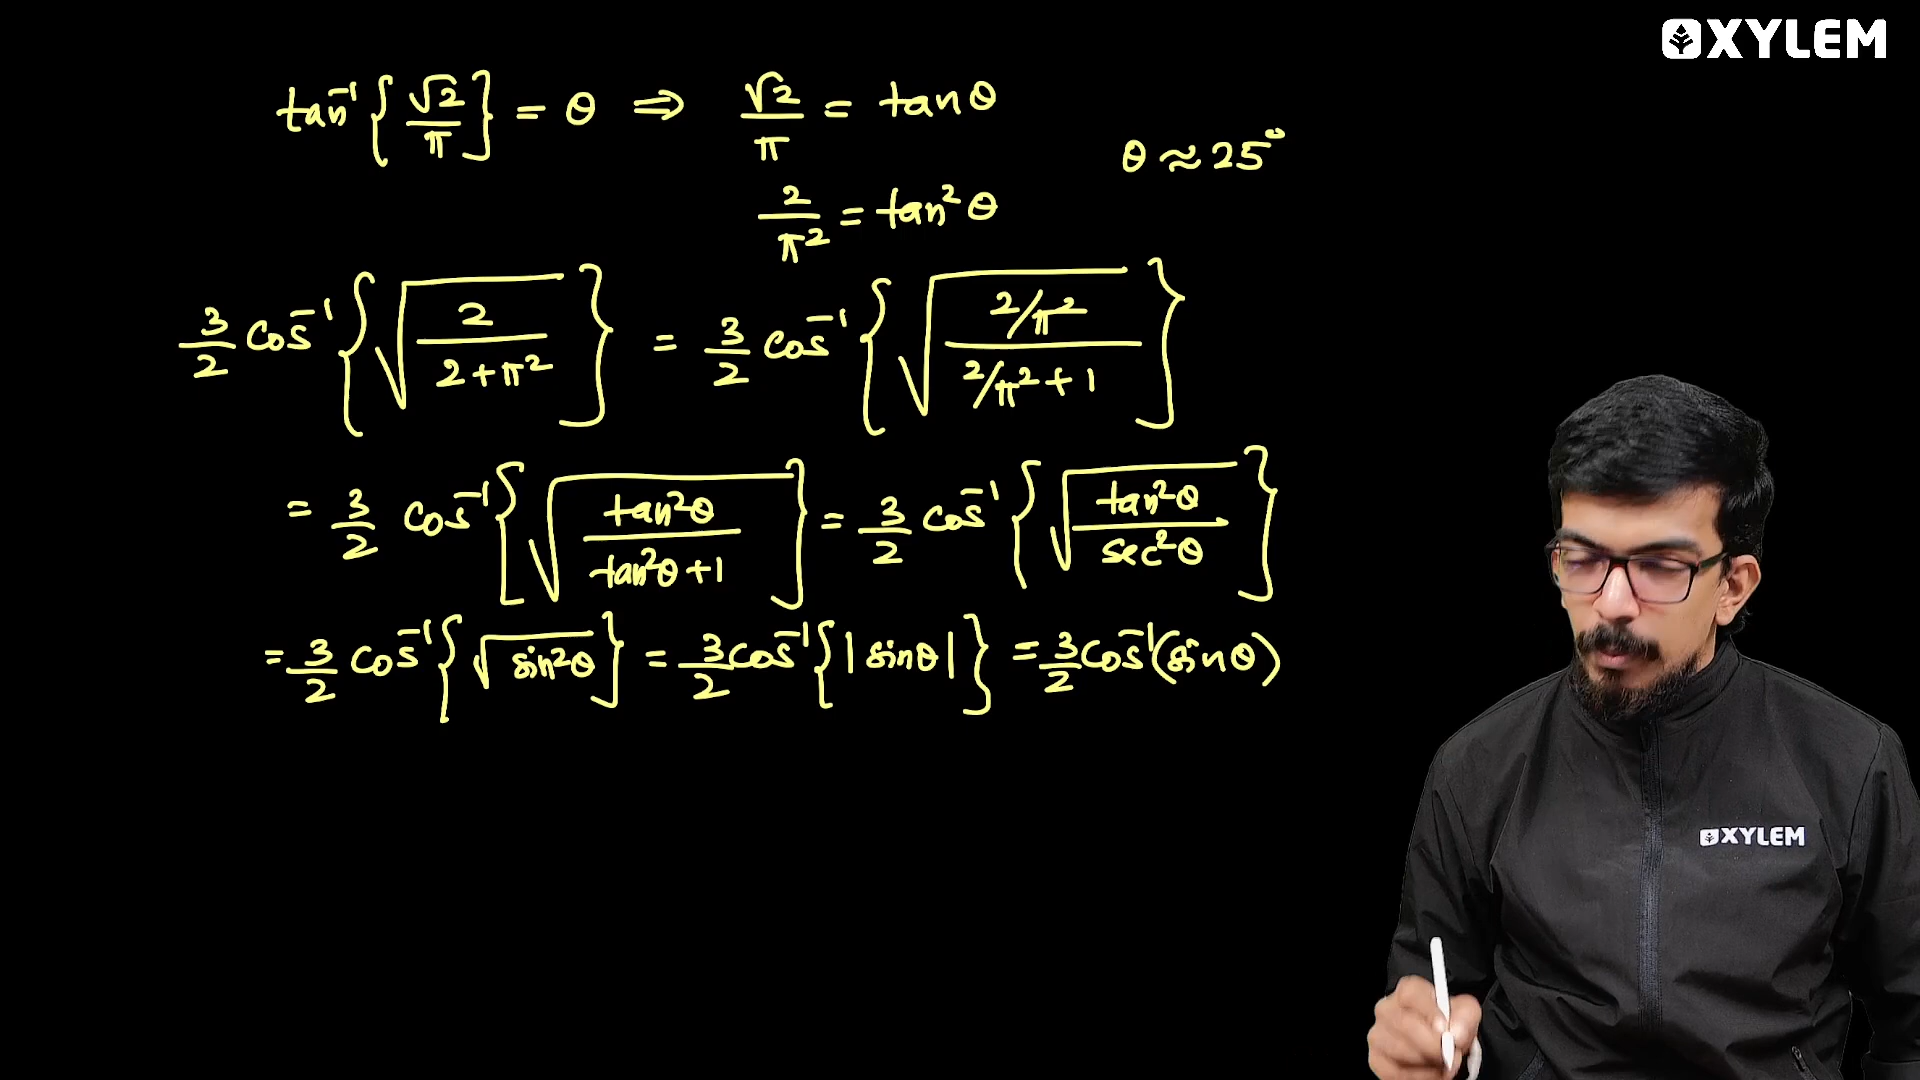 XYLEM
tan⁻¹{√2/π} = θ ⇒ √2/π = tanθ
θ ≈ 25°
2/π² = tan²θ
3/2 cos⁻¹{√(2/(2+π²))} = 3/2 cos⁻¹{√((2/π²)/(2/π²+1))}
= 3/2 cos⁻¹{√(tan²θ/(tan²θ+1))} = 3/2 cos⁻¹{√(tan²θ/sec²θ)}
= 3/2 cos⁻¹{√sin²θ} = 3/2 cos⁻¹{|sinθ|} = 3/2 cos⁻¹(sinθ)
XYLEM